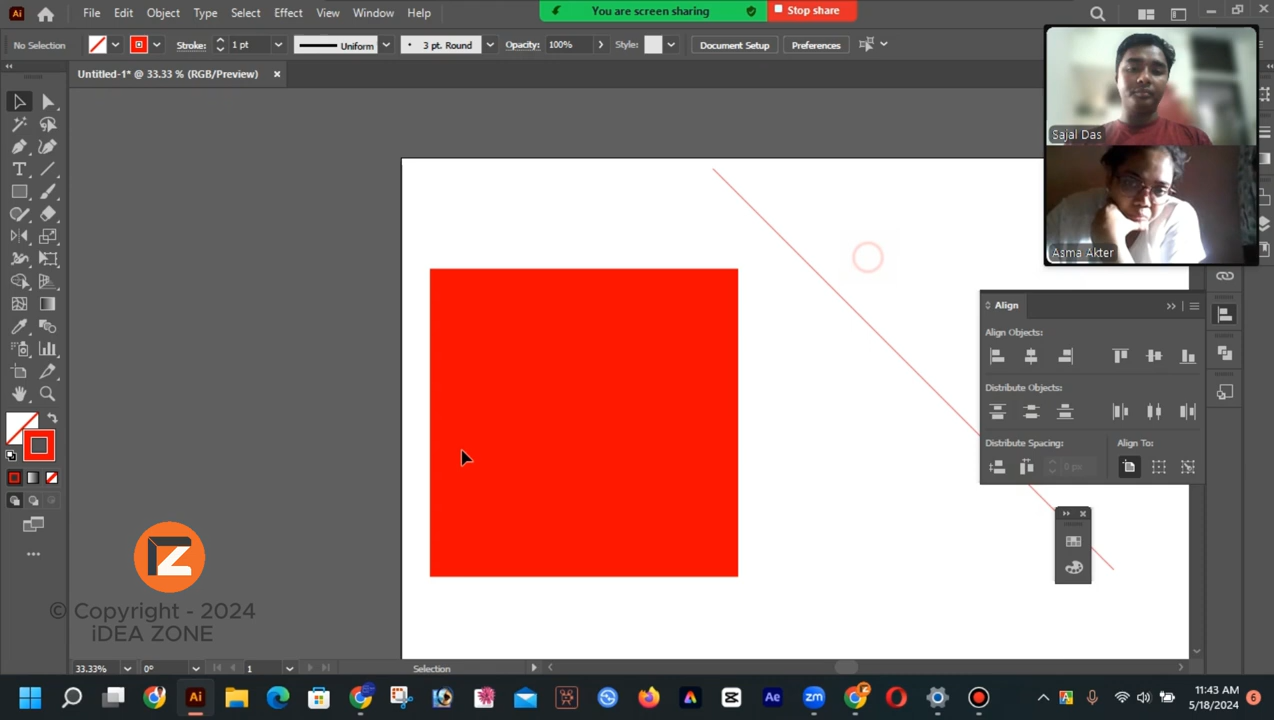 File Edit Object Type Select Effect View Window Help
You are screen sharing
Stop share
No Selection
Stroke:
1 pt
Uniform
3 pt. Round
Opacity:
100%
Style:
Document Setup
Preferences
Untitled-1* @ 33.33 % (RGB/Preview)
Sajal Das
Asma Akter
Align
Align Objects:
Distribute Objects:
Distribute Spacing:
Align To:
0 px
© Copyright - 2024
iDEA ZONE
33.33%
0°
1
Selection
11:43 AM
5/18/2024
6